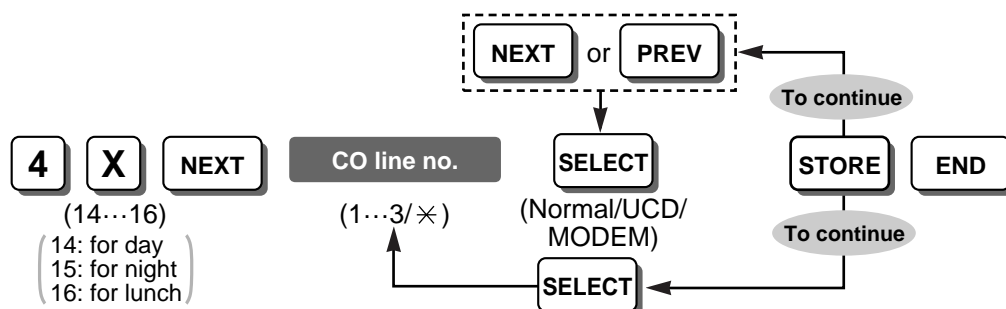 NEXT or PREV
To continue
4 X NEXT CO line no. SELECT STORE END
(14···16) (1···3/✳) (Normal/UCD/
MODEM)
To continue
14: for day
15: for night
16: for lunch
SELECT